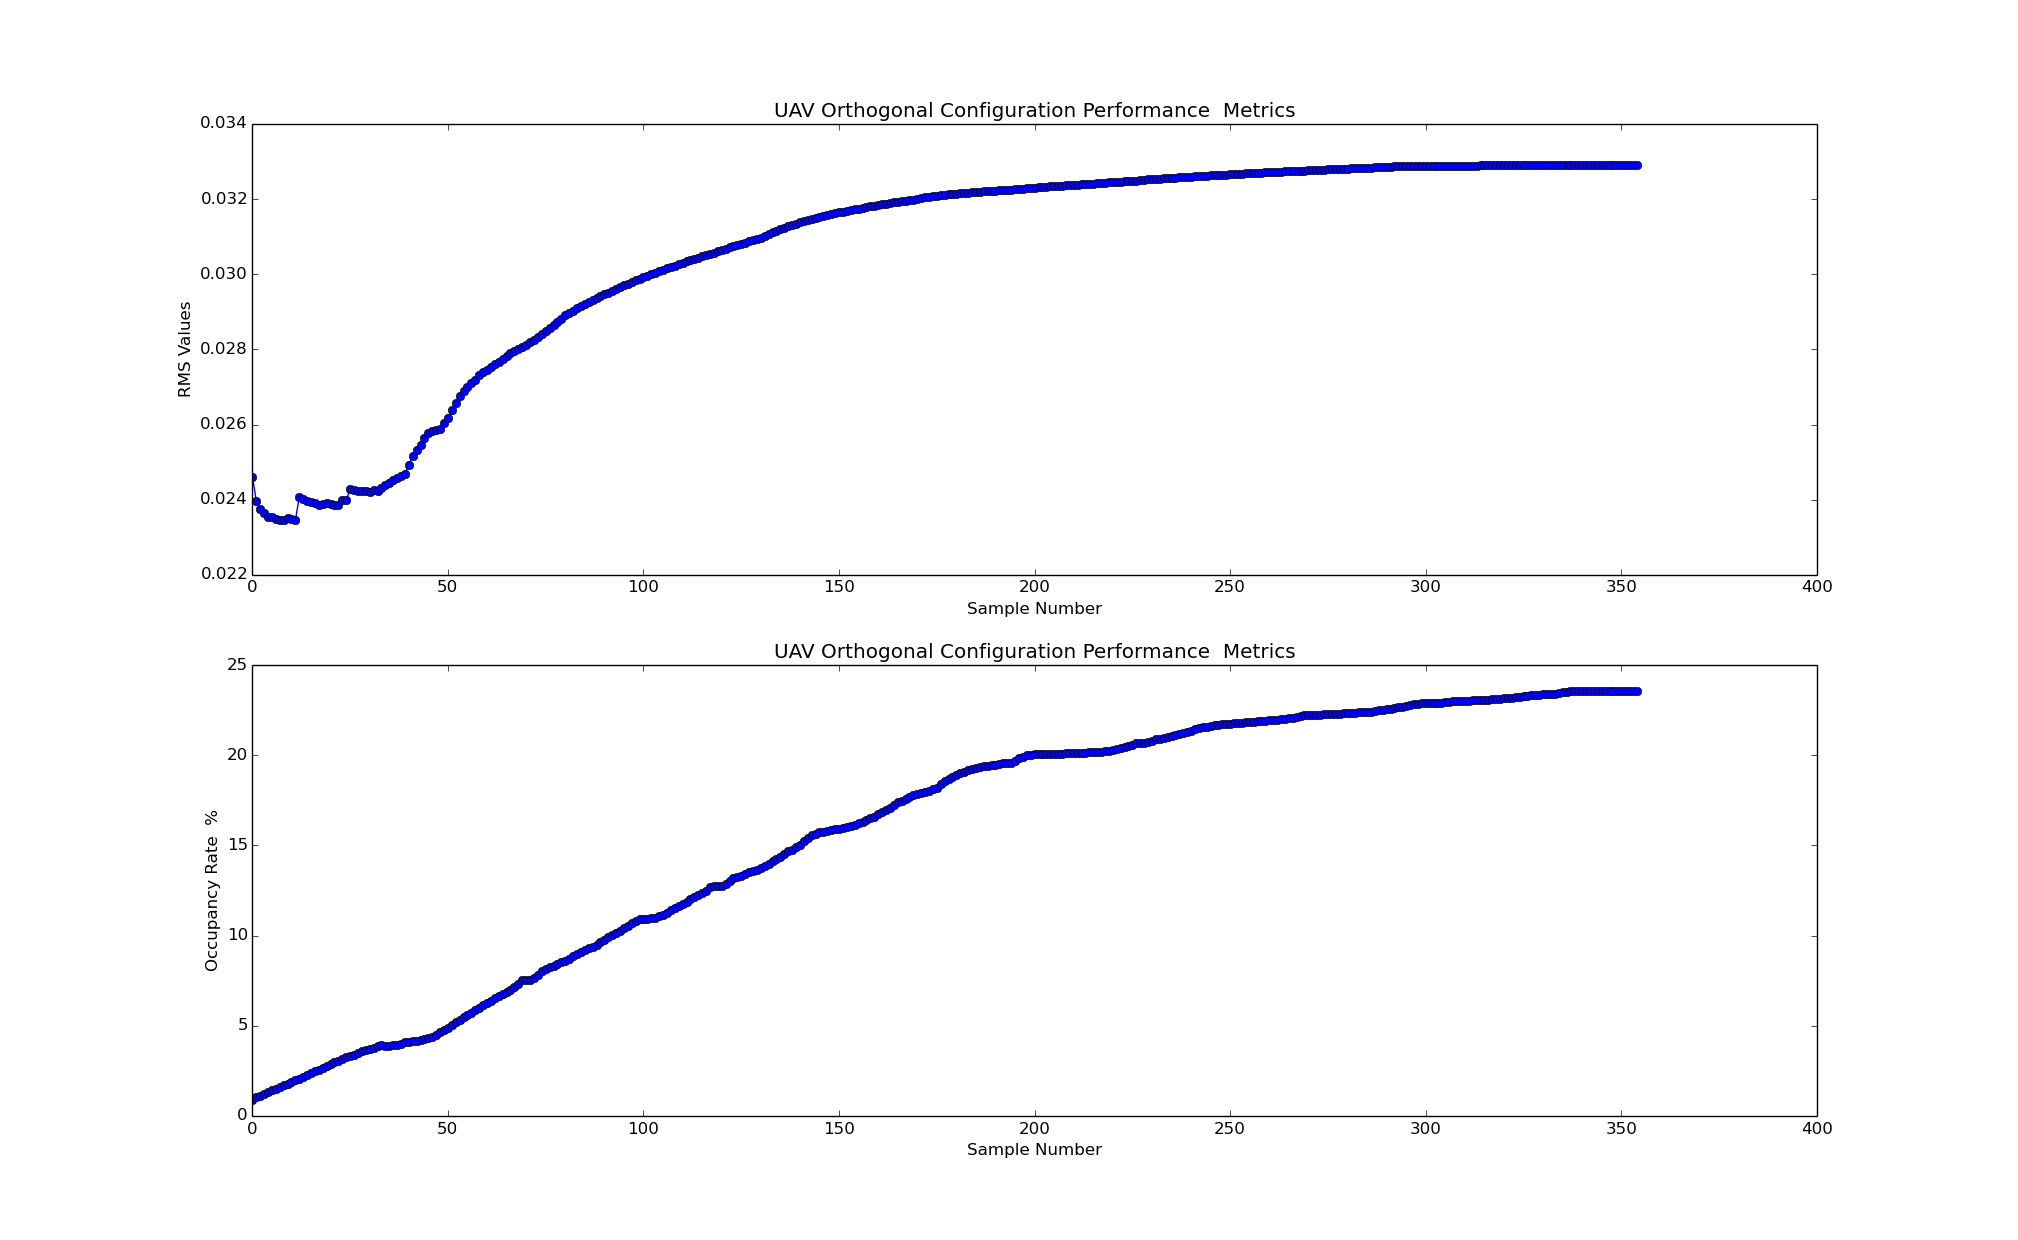 UAV Orthogonal Configuration Performance  Metrics
0.034
0.032
0.030
0.028
0.026
0.024
0.022
RMS Values
0 50 100 150 200 250 300 350 400
Sample Number
UAV Orthogonal Configuration Performance  Metrics
25
20
15
10
5
0
Occupancy Rate  %
0 50 100 150 200 250 300 350 400
Sample Number